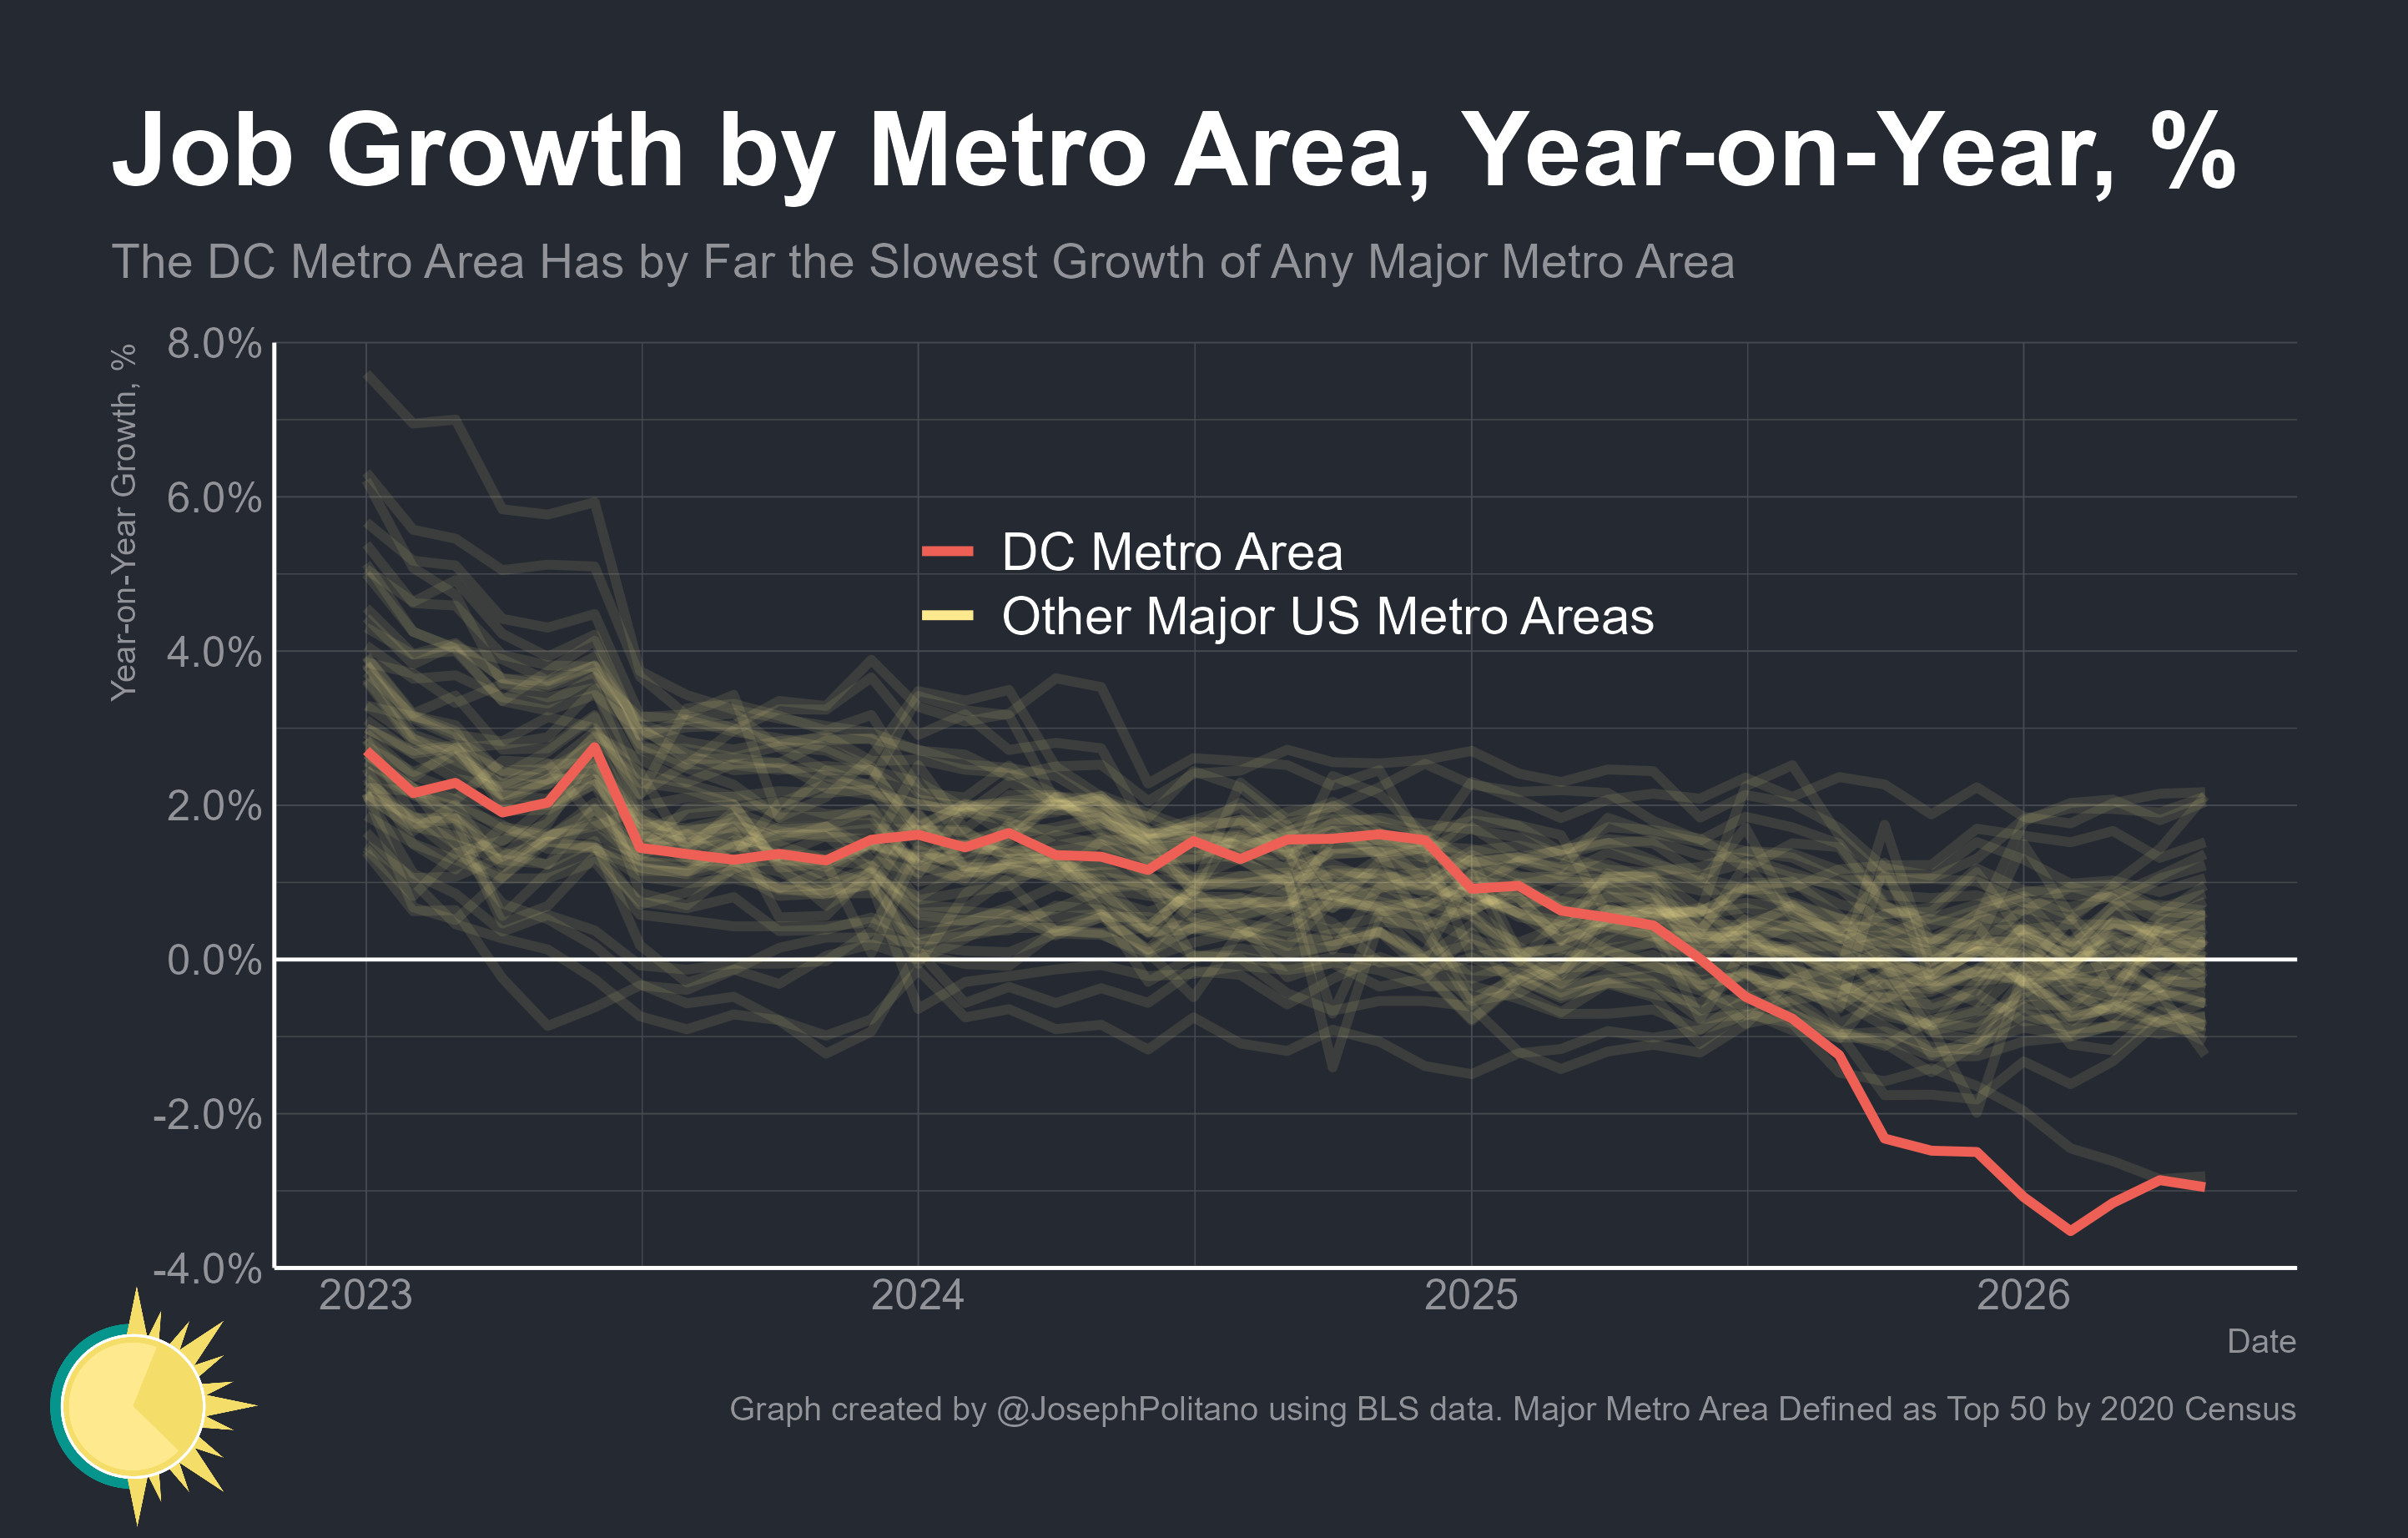 Job Growth by Metro Area, Year-on-Year, %
The DC Metro Area Has by Far the Slowest Growth of Any Major Metro Area
Year-on-Year Growth, %
8.0%
6.0%
4.0%
2.0%
0.0%
-2.0%
-4.0%
DC Metro Area
Other Major US Metro Areas
2023
2024
2025
2026
Date
Graph created by @JosephPolitano using BLS data. Major Metro Area Defined as Top 50 by 2020 Census